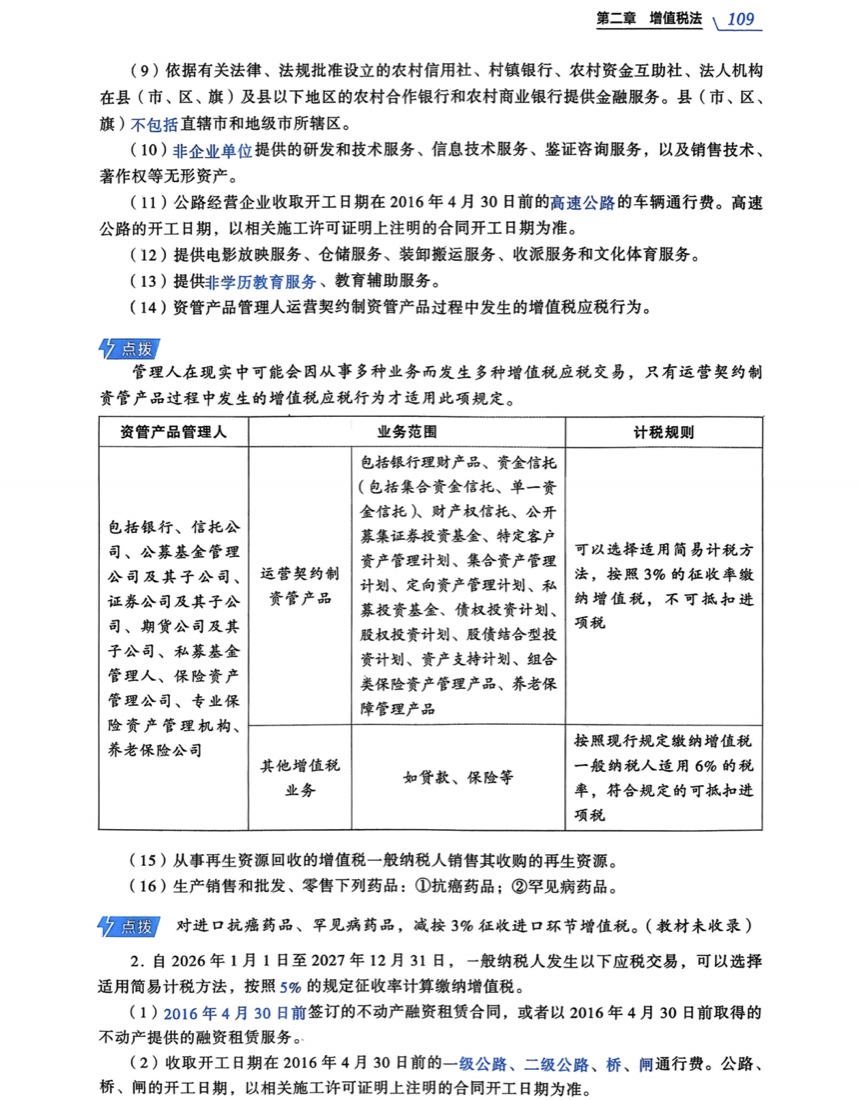 第二章 增值税法 109
（9）依据有关法律、法规批准设立的农村信用社、村镇银行、农村资金互助社、法人机构
在县（市、区、旗）及县以下地区的农村合作银行和农村商业银行提供金融服务。县（市、区、
旗）不包括直辖市和地级市所辖区。
（10）非企业单位提供的研发和技术服务、信息技术服务、鉴证咨询服务，以及销售技术、
著作权等无形资产。
（11）公路经营企业收取开工日期在2016年4月30日前的高速公路的车辆通行费。高速
公路的开工日期，以相关施工许可证明上注明的合同开工日期为准。
（12）提供电影放映服务、仓储服务、装卸搬运服务、收派服务和文化体育服务。
（13）提供非学历教育服务、教育辅助服务。
（14）资管产品管理人运营契约制资管产品过程中发生的增值税应税行为。
点拨
管理人在现实中可能会因从事多种业务而发生多种增值税应税交易，只有运营契约制
资管产品过程中发生的增值税应税行为才适用此项规定。
资管产品管理人 业务范围 计税规则
包括银行、信托公
司、公募基金管理
公司及其子公司、
证券公司及其子公
司、期货公司及其
子公司、私募基金
管理人、保险资产
管理公司、专业保
险资产管理机构、
养老保险公司
运营契约制
资管产品
包括银行理财产品、资金信托
（包括集合资金信托、单一资
金信托）、财产权信托、公开
募集证券投资基金、特定客户
资产管理计划、集合资产管理
计划、定向资产管理计划、私
募投资基金、债权投资计划、
股权投资计划、股债结合型投
资计划、资产支持计划、组合
类保险资产管理产品、养老保
障管理产品
可以选择适用简易计税方
法，按照3%的征收率缴
纳增值税，不可抵扣进
项税
其他增值税
业务
如贷款、保险等
按照现行规定缴纳增值税
一般纳税人适用6%的税
率，符合规定的可抵扣进
项税
（15）从事再生资源回收的增值税一般纳税人销售其收购的再生资源。
（16）生产销售和批发、零售下列药品：①抗癌药品；②罕见病药品。
点拨 对进口抗癌药品、罕见病药品，减按3%征收进口环节增值税。（教材未收录）
2. 自2026年1月1日至2027年12月31日，一般纳税人发生以下应税交易，可以选择
适用简易计税方法，按照5%的规定征收率计算缴纳增值税。
（1）2016年4月30日前签订的不动产融资租赁合同，或者以2016年4月30日前取得的
不动产提供的融资租赁服务。
（2）收取开工日期在2016年4月30日前的一级公路、二级公路、桥、闸通行费。公路、
桥、闸的开工日期，以相关施工许可证明上注明的合同开工日期为准。